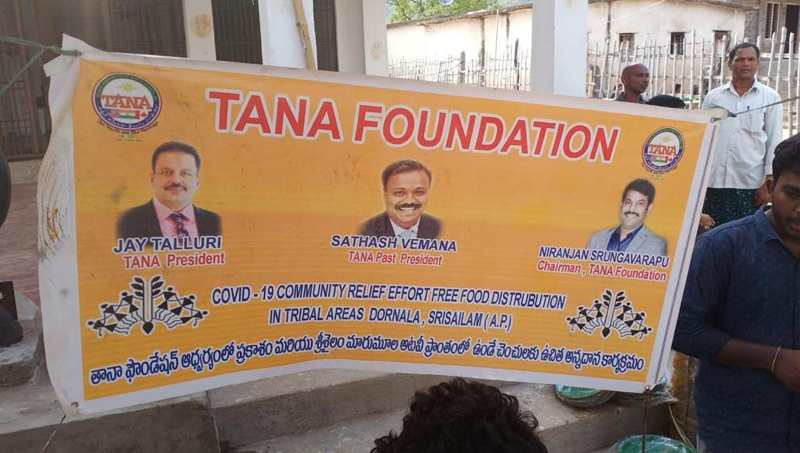 TANA FOUNDATION
TANA
TANA
JAY TALLURI
TANA President
SATHASH VEMANA
TANA Past President
NIRANJAN SRUNGAVARAPU
Chairman, TANA Foundation
COVID - 19 COMMUNITY RELIEF EFFORT FREE FOOD DISTRUBUTION
IN TRIBAL AREAS DORNALA, SRISAILAM ( A.P.)
తానా ఫౌండేషన్ ఆధ్వర్యంలో ప్రకాశం మరియు శ్రీశైలం మారుమూల అటవీ ప్రాంతంలో ఉండే చెంచులకు ఉచిత అన్నదాన కార్యక్రమం